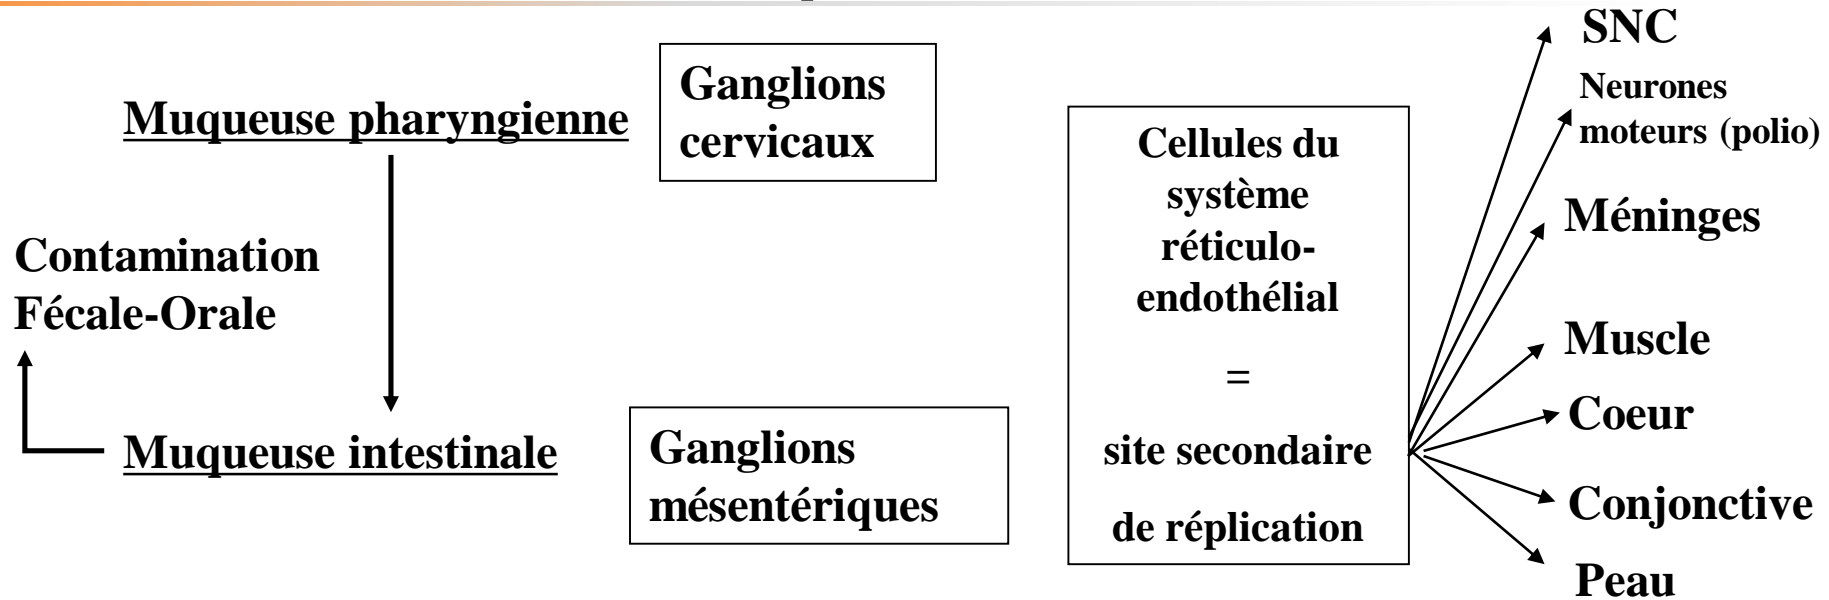 Muqueuse pharyngienne
Ganglions
cervicaux
Contamination
Fécale-Orale
Muqueuse intestinale
Ganglions
mésentériques
Cellules du
système
réticulo-
endothélial
=
site secondaire
de réplication
SNC
Neurones
moteurs (polio)
Méninges
Muscle
Coeur
Conjonctive
Peau